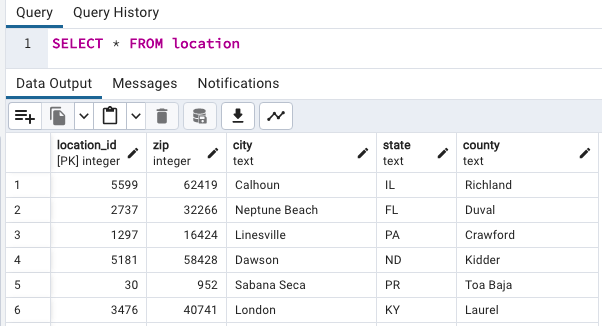 Query Query History
1 SELECT * FROM location
Data Output Messages Notifications
location_id zip city state county
[PK] integer integer text text text
1 5599 62419 Calhoun IL Richland
2 2737 32266 Neptune Beach FL Duval
3 1297 16424 Linesville PA Crawford
4 5181 58428 Dawson ND Kidder
5 30 952 Sabana Seca PR Toa Baja
6 3476 40741 London KY Laurel